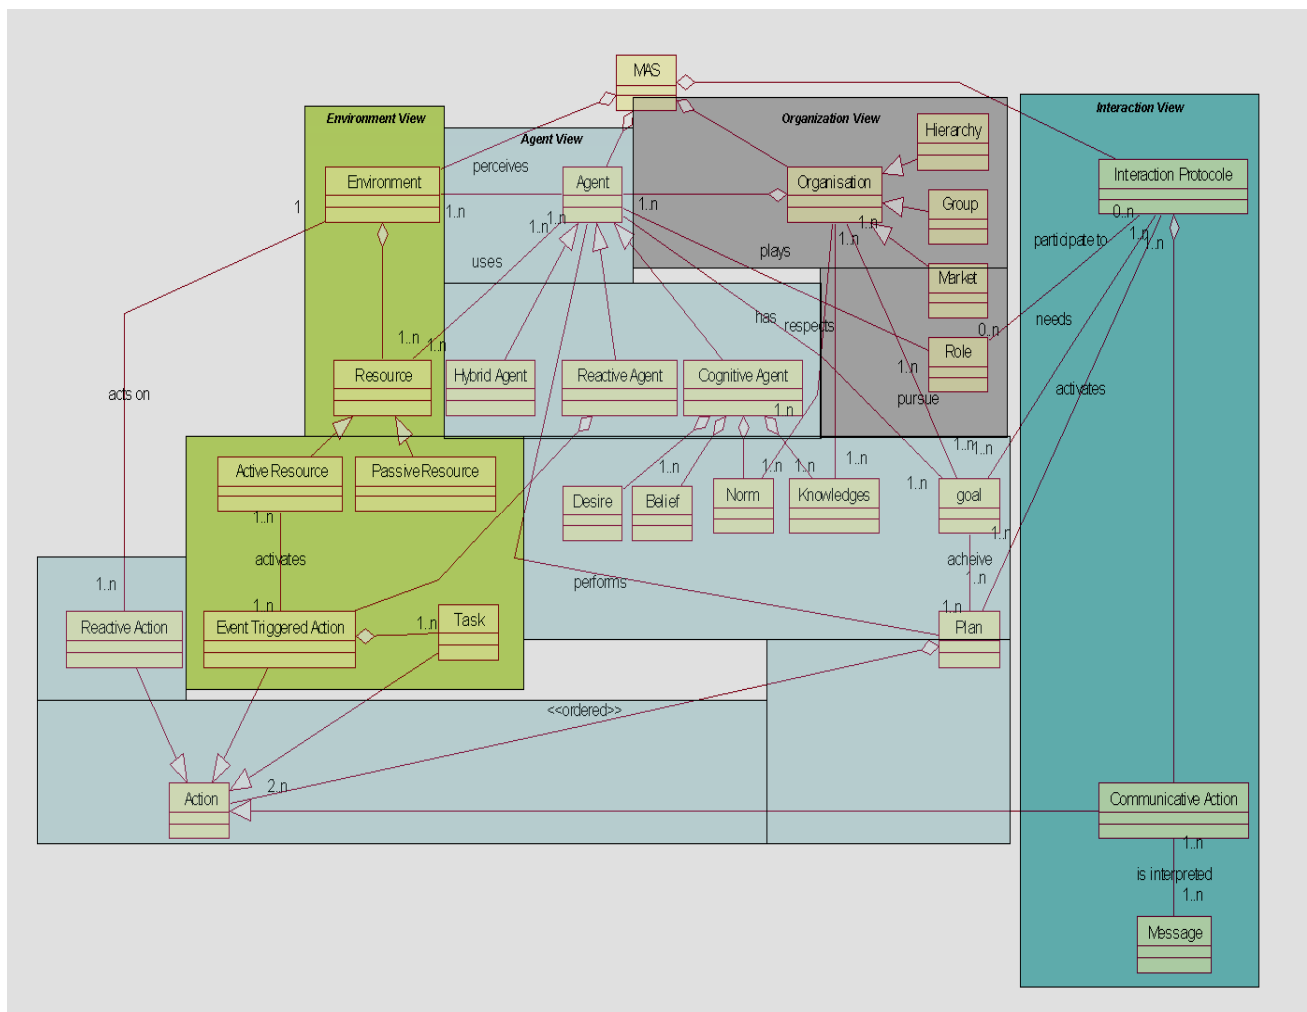 MAS
Environment View
Agent View
Organization View
Interaction View
Hierarchy
perceives
Environment
Agent
Organisation
Interaction Protocole
Group
1
1..n
1..n
1..n
1..n
1..n
1..n
0..n
1..n
1..n
participate to
plays
uses
Market
has
respects
needs
0..n
1..n
1..n
Role
Resource
Hybrid Agent
Reactive Agent
Cognitive Agent
1..n
acts on
pursue
activates
1..n
1..n
1..n
Active Resource
Passive Resource
1..n
1..n
1..n
1..n
1..n
Desire
Belief
Norm
Knowledges
goal
1..n
1..n
activates
acheive
1..n
performs
1..n
1..n
1..n
Reactive Action
Event Triggered Action
1..n
Task
Plan
<<ordered>>
2..n
Action
Communicative Action
1..n
is interpreted
1..n
Message